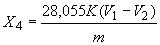 X₄ = 28,055K(V₁ − V₂) / m